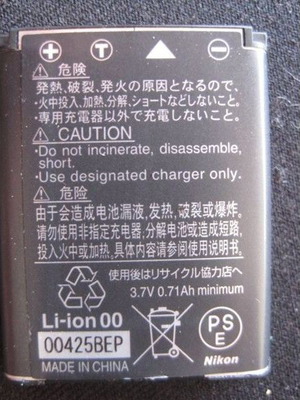 + T −
⚠ 危険
発熱、破裂、発火の原因となるので、
・火中投入、加熱、分解、ショートなどしないこと。
・専用充電器以外で充電しないこと。
⚠ CAUTION
・Do not incinerate, disassemble,
short.
・Use designated charger only.
⚠ 危险
由于会造成电池漏液，发热，破裂或爆炸。
请勿使用非指定充电器、分解电池或造成短路、
投入火中或加热。具体内容请参阅使用说明书。
使用後はリサイクル協力店へ
3.7V 0.71Ah minimum
Li-ion 00
00425BEP
MADE IN CHINA
PS
E
Nikon